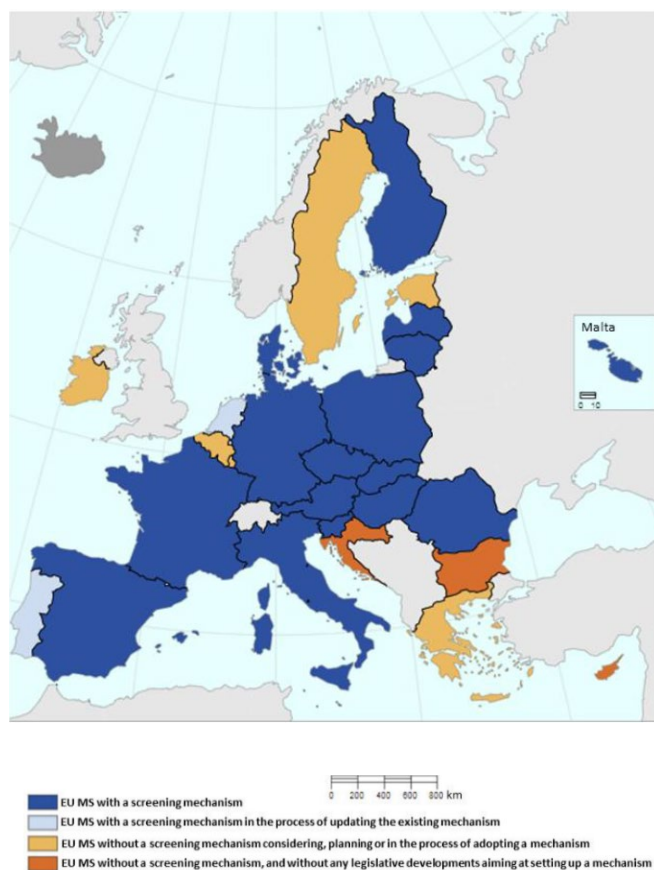 Malta
0 10
0 200 400 600 800 km
EU MS with a screening mechanism
EU MS with a screening mechanism in the process of updating the existing mechanism
EU MS without a screening mechanism considering, planning or in the process of adopting a mechanism
EU MS without a screening mechanism, and without any legislative developments aiming at setting up a mechanism